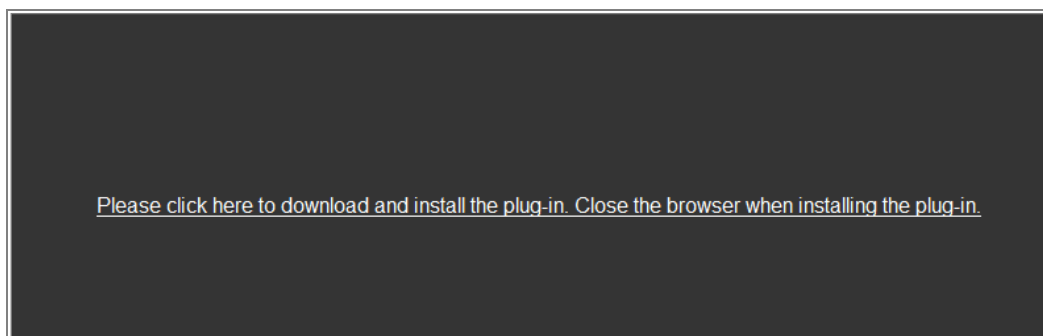 Please click here to download and install the plug-in. Close the browser when installing the plug-in.